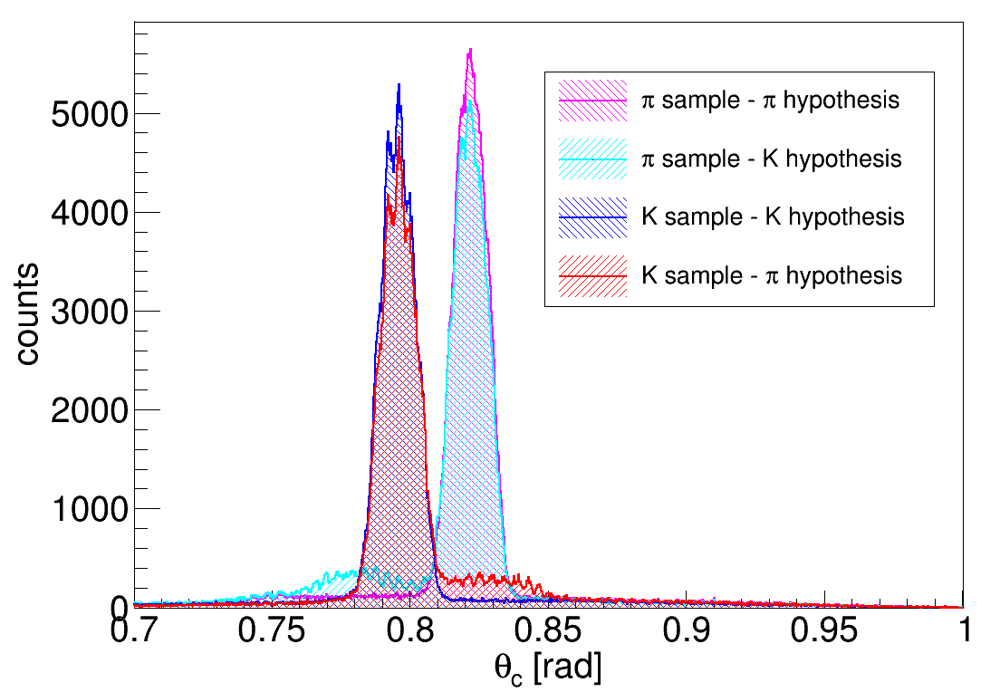 5000
4000
3000
2000
1000
0
counts
π sample - π hypothesis
π sample - K hypothesis
K sample - K hypothesis
K sample - π hypothesis
0.7 0.75 0.8 0.85 0.9 0.95 1
θc [rad]